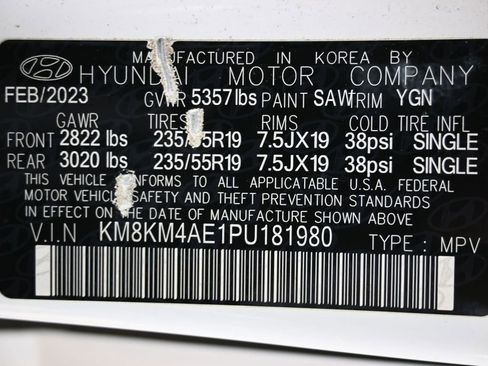 MANUFACTURED IN KOREA BY
HYUNDAI MOTOR COMPANY
FEB/2023 GVWR 5357lbs PAINT SAW TRIM YGN
GAWR TIRES RIMS COLD TIRE INFL
FRONT 2822 lbs 235/55R19 7.5JX19 38psi SINGLE
REAR 3020 lbs 235/55R19 7.5JX19 38psi SINGLE
THIS VEHICLE CONFORMS TO ALL APPLICATABLE U.S.A. FEDERAL
MOTOR VEHICLE SAFETY AND THEFT PREVENTION STANDARDS
IN EFFECT ON THE DATE OF MANUFACTURE SHOWN ABOVE.
V.I.N KM8KM4AE1PU181980 TYPE : MPV